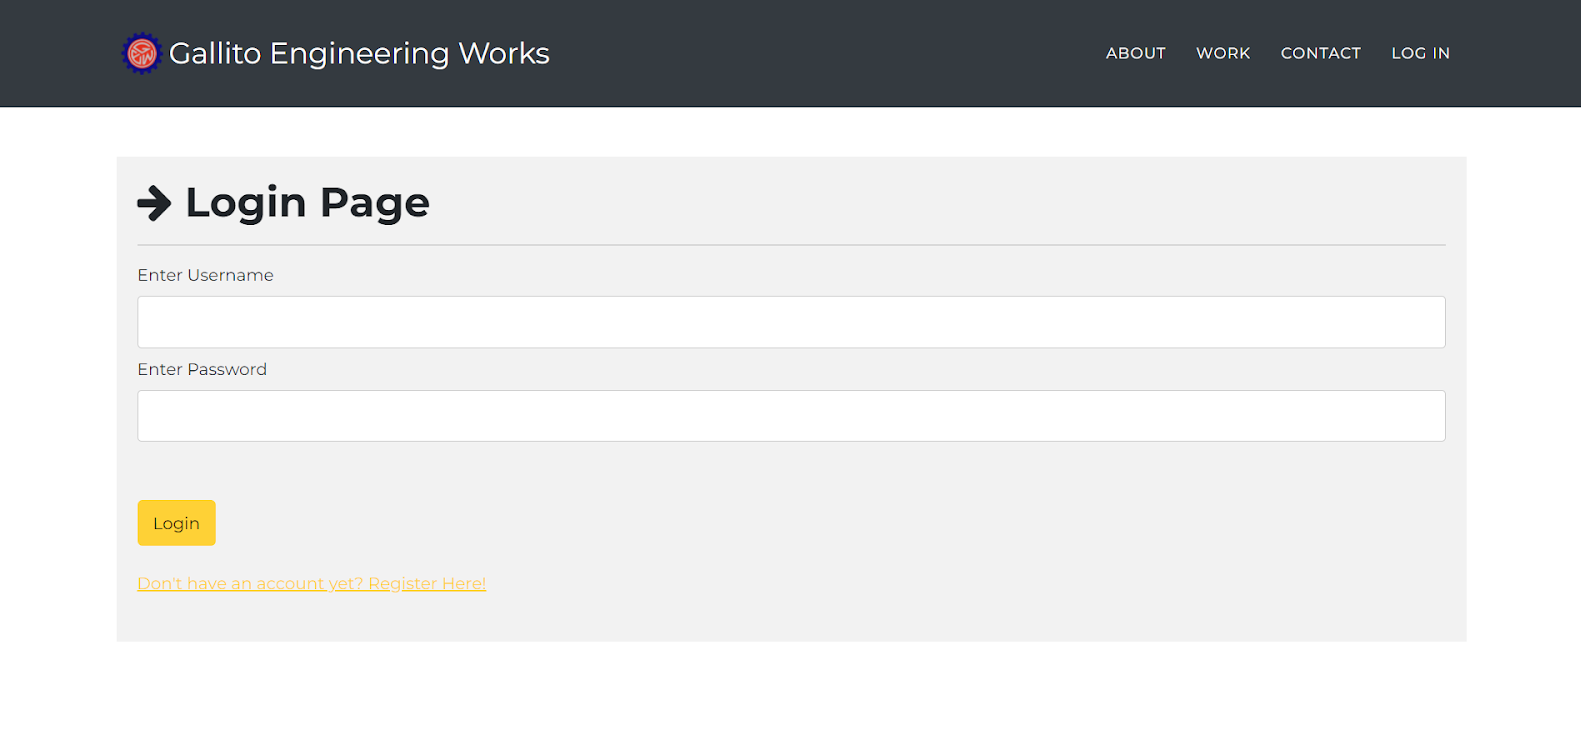 Gallito Engineering Works
ABOUT WORK CONTACT LOG IN
Login Page
Enter Username
Enter Password
Login
Don't have an account yet? Register Here!